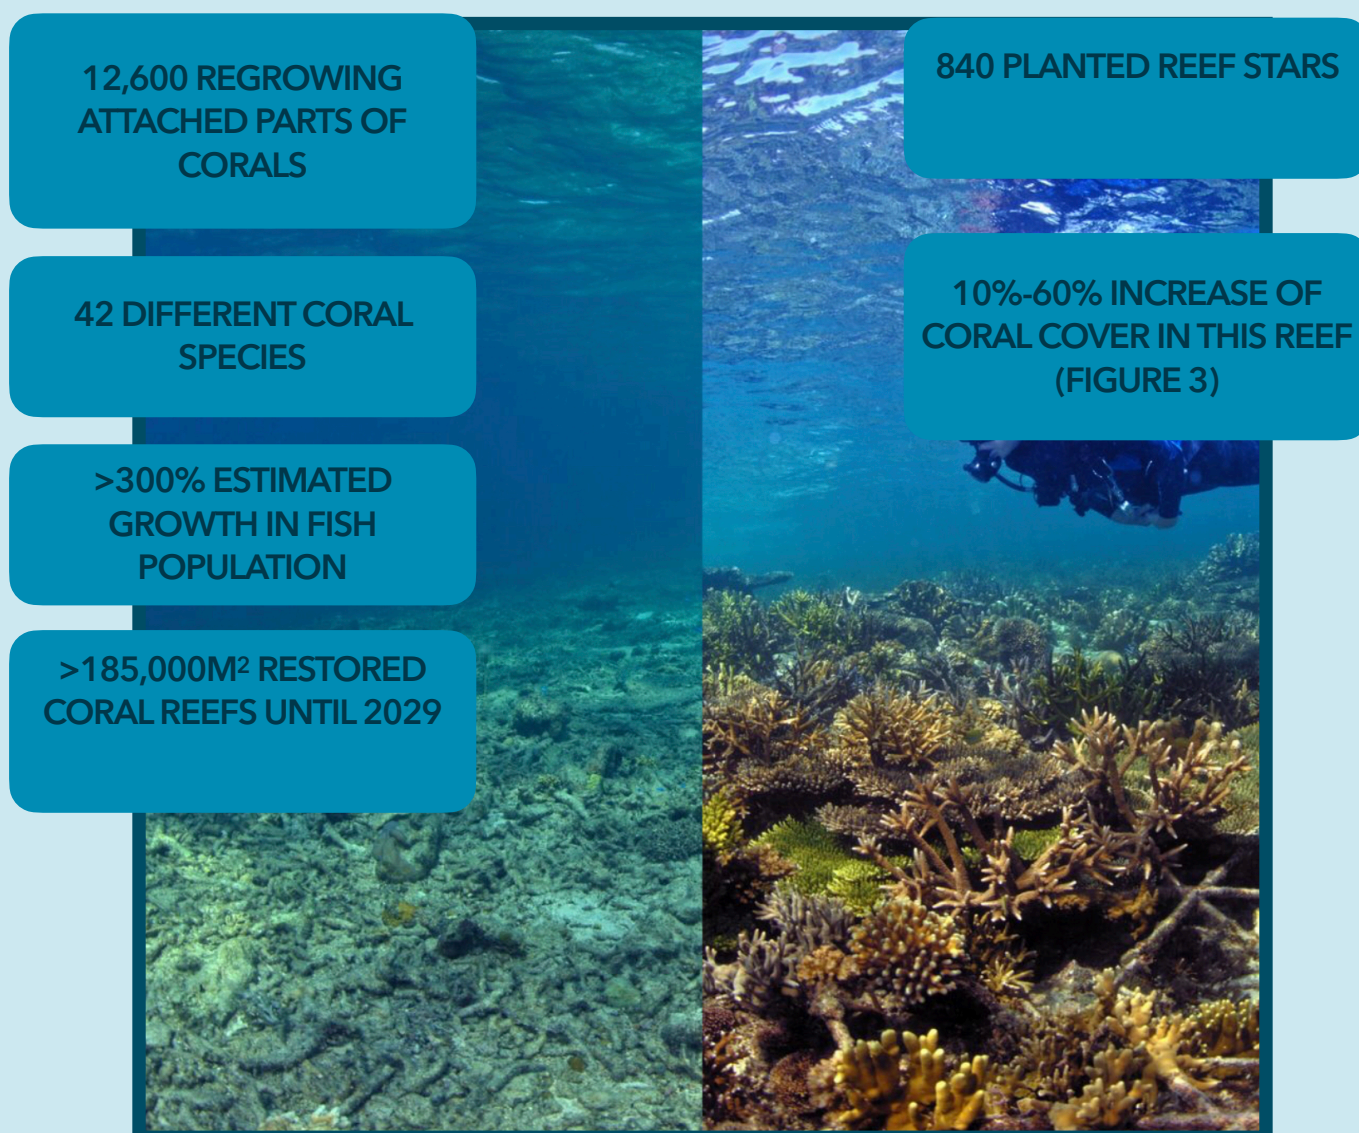 12,600 REGROWING
ATTACHED PARTS OF
CORALS
42 DIFFERENT CORAL
SPECIES
>300% ESTIMATED
GROWTH IN FISH
POPULATION
>185,000M² RESTORED
CORAL REEFS UNTIL 2029
840 PLANTED REEF STARS
10%-60% INCREASE OF
CORAL COVER IN THIS REEF
(FIGURE 3)